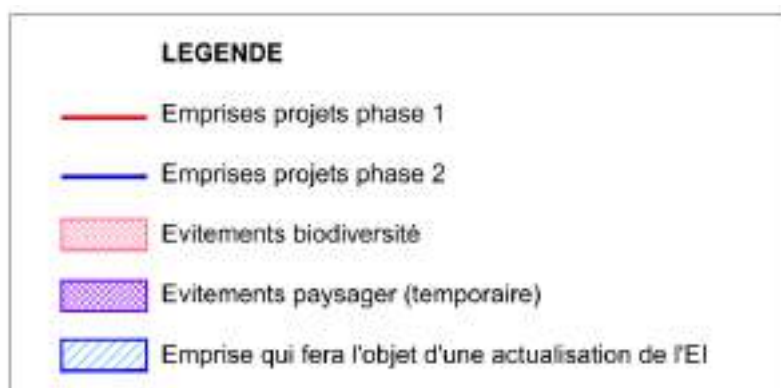 LEGENDE
Emprises projets phase 1
Emprises projets phase 2
Evitements biodiversité
Evitements paysager (temporaire)
Emprise qui fera l'objet d'une actualisation de l'EI